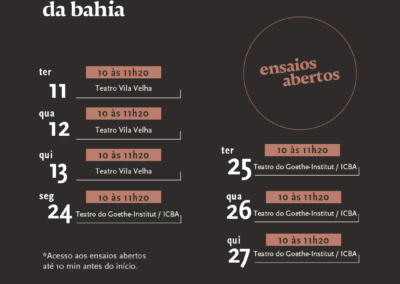 da bahia
ter
11
10 às 11h20
Teatro Vila Velha
qua
12
10 às 11h20
Teatro Vila Velha
qui
13
10 às 11h20
Teatro Vila Velha
seg
24
10 às 11h20
Teatro do Goethe-Institut / ICBA
*Acesso aos ensaios abertos
até 10 min antes do início.
ensaios
abertos
ter
25
10 às 11h20
Teatro do Goethe-Institut / ICBA
qua
26
10 às 11h20
Teatro do Goethe-Institut / ICBA
qui
27
10 às 11h20
Teatro do Goethe-Institut / ICBA